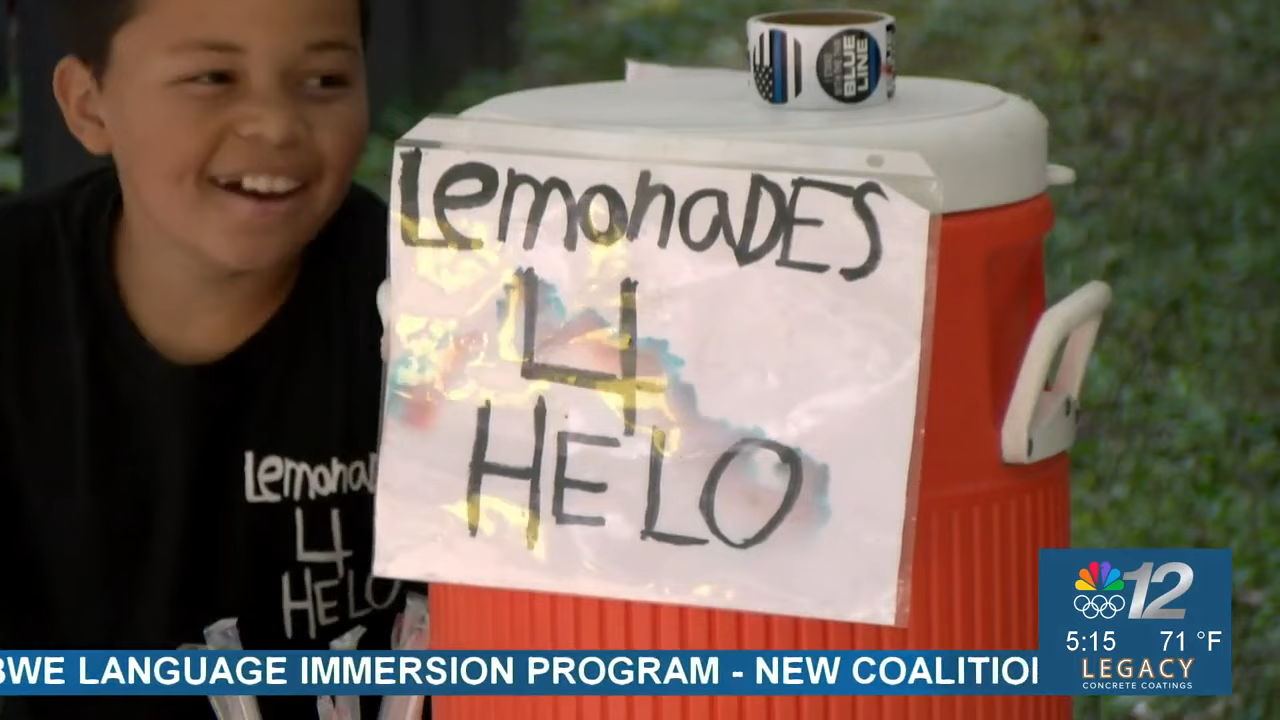 BLUE
LINE
LemonaDES
4
HELO
Lemona
4
HELO
12
5:15 71 °F
LEGACY
CONCRETE COATINGS
BWE LANGUAGE IMMERSION PROGRAM - NEW COALITIO